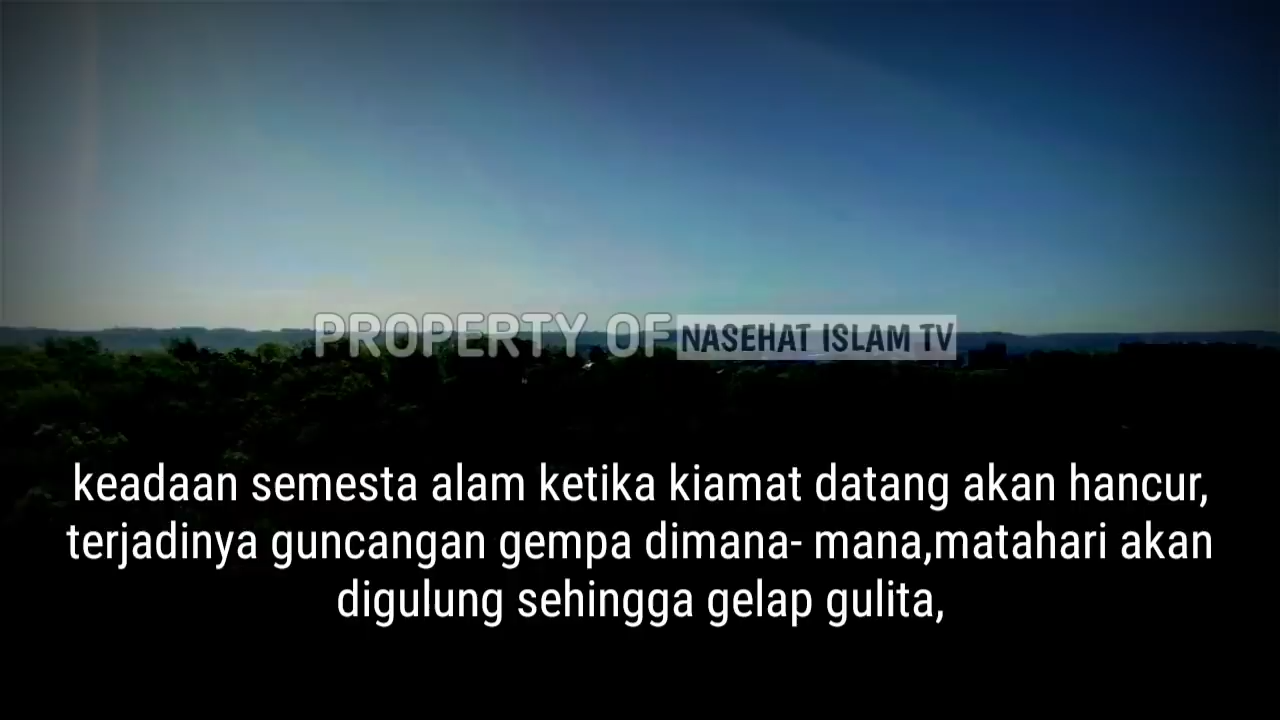 PROPERTY OF NASEHAT ISLAM TV
keadaan semesta alam ketika kiamat datang akan hancur,
terjadinya guncangan gempa dimana- mana,matahari akan
digulung sehingga gelap gulita,